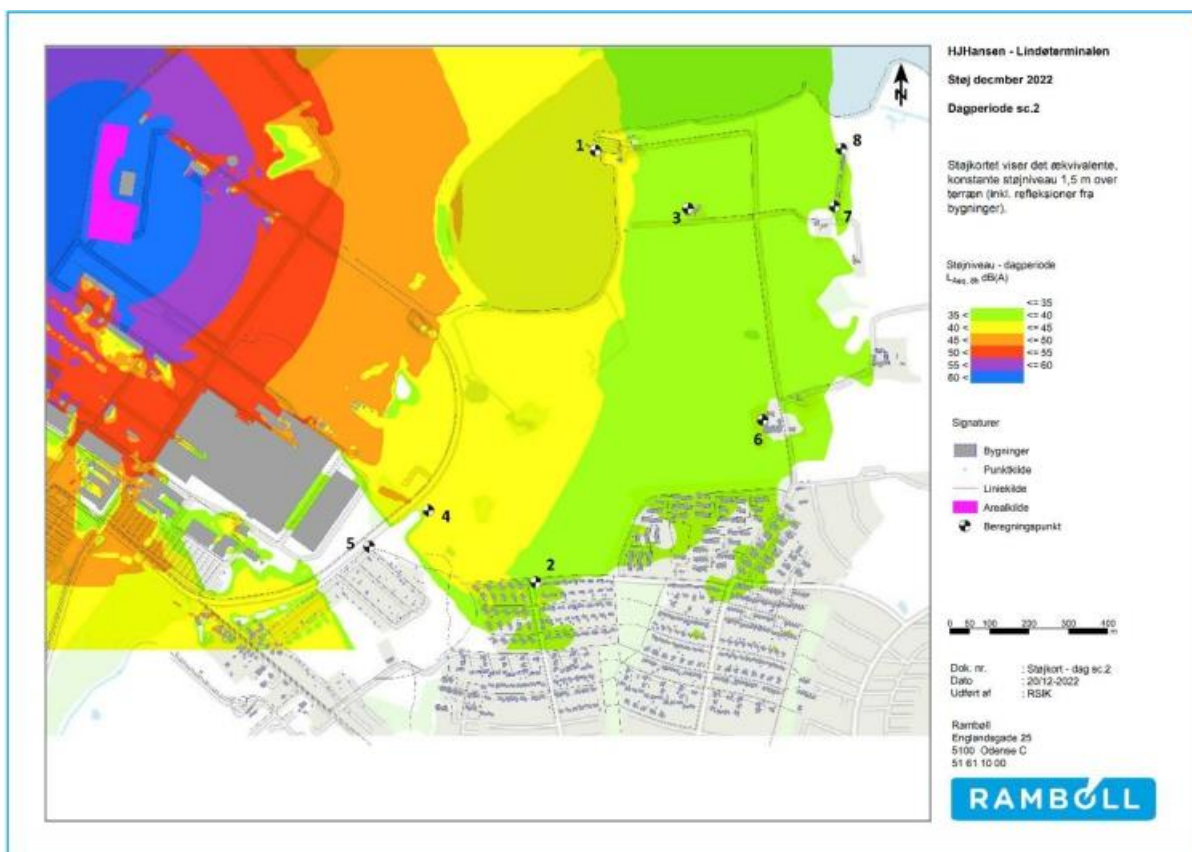 HJHansen - Lindøterminalen
Støj decmber 2022
Dagperiode sc.2
N
Støjkortet viser det ækvivalente,
konstante støjniveau 1,5 m over
terræn (inkl. refleksioner fra
bygninger).
Støjniveau - dagperiode
LAeq, 8h dB(A)
<= 35
35 < <= 40
40 < <= 45
45 < <= 50
50 < <= 55
55 < <= 60
60 <
Signaturer
Bygninger
Punktkilde
Liniekilde
Arealkilde
Beregningspunkt
1
8
3
7
6
4
5
2
0 50 100 200 300 400
m
Dok. nr. : Støjkort - dag sc.2
Dato : 20/12-2022
Udført af : RSIK
Rambøll
Englandsgade 25
5100 Odense C
51 61 10 00
RAMBOLL